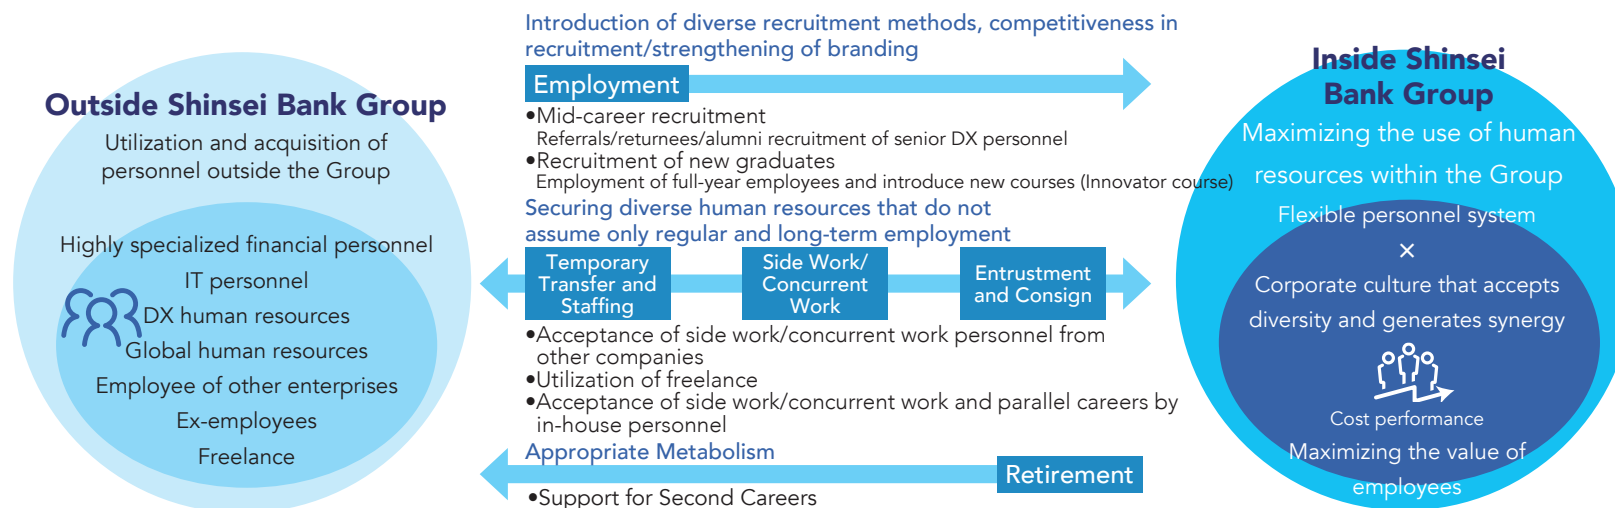 Outside Shinsei Bank Group
Utilization and acquisition of
personnel outside the Group
Highly specialized financial personnel
IT personnel
DX human resources
Global human resources
Employee of other enterprises
Ex-employees
Freelance
Introduction of diverse recruitment methods, competitiveness in
recruitment/strengthening of branding
Employment
•Mid-career recruitment
Referrals/returnees/alumni recruitment of senior DX personnel
•Recruitment of new graduates
Employment of full-year employees and introduce new courses (Innovator course)
Securing diverse human resources that do not
assume only regular and long-term employment
Temporary
Transfer and
Staffing
Side Work/
Concurrent
Work
Entrustment
and Consign
•Acceptance of side work/concurrent work personnel from
other companies
•Utilization of freelance
•Acceptance of side work/concurrent work and parallel careers by
in-house personnel
Appropriate Metabolism
Retirement
•Support for Second Careers
Inside Shinsei
Bank Group
Maximizing the use of human
resources within the Group
Flexible personnel system
×
Corporate culture that accepts
diversity and generates synergy
Cost performance
Maximizing the value of
employees